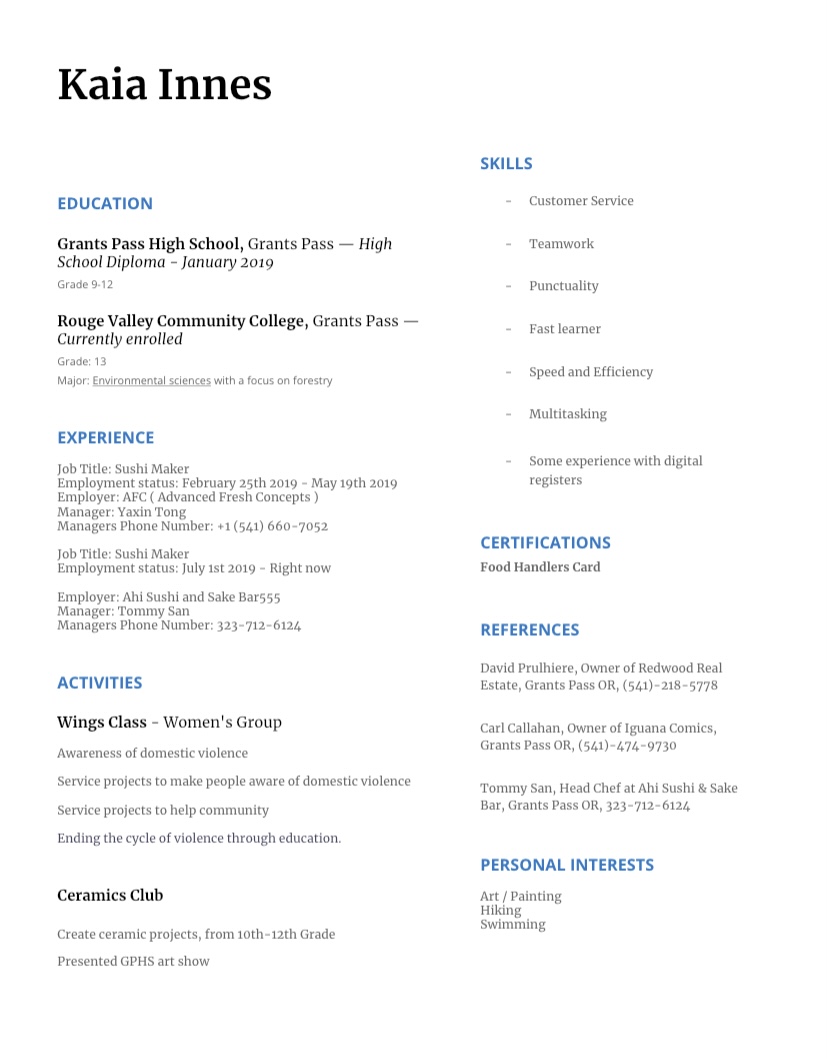 Kaia Innes
EDUCATION
Grants Pass High School, Grants Pass — High
School Diploma - January 2019
Grade 9-12
Rouge Valley Community College, Grants Pass —
Currently enrolled
Grade: 13
Major: Environmental sciences with a focus on forestry
EXPERIENCE
Job Title: Sushi Maker
Employment status: February 25th 2019 - May 19th 2019
Employer: AFC ( Advanced Fresh Concepts )
Manager: Yaxin Tong
Managers Phone Number: +1 (541) 660-7052
Job Title: Sushi Maker
Employment status: July 1st 2019 - Right now
Employer: Ahi Sushi and Sake Bar555
Manager: Tommy San
Managers Phone Number: 323-712-6124
ACTIVITIES
Wings Class - Women's Group
Awareness of domestic violence
Service projects to make people aware of domestic violence
Service projects to help community
Ending the cycle of violence through education.
Ceramics Club
Create ceramic projects, from 10th-12th Grade
Presented GPHS art show
SKILLS
- Customer Service
- Teamwork
- Punctuality
- Fast learner
- Speed and Efficiency
- Multitasking
- Some experience with digital
registers
CERTIFICATIONS
Food Handlers Card
REFERENCES
David Prulhiere, Owner of Redwood Real
Estate, Grants Pass OR, (541)-218-5778
Carl Callahan, Owner of Iguana Comics,
Grants Pass OR, (541)-474-9730
Tommy San, Head Chef at Ahi Sushi & Sake
Bar, Grants Pass OR, 323-712-6124
PERSONAL INTERESTS
Art / Painting
Hiking
Swimming